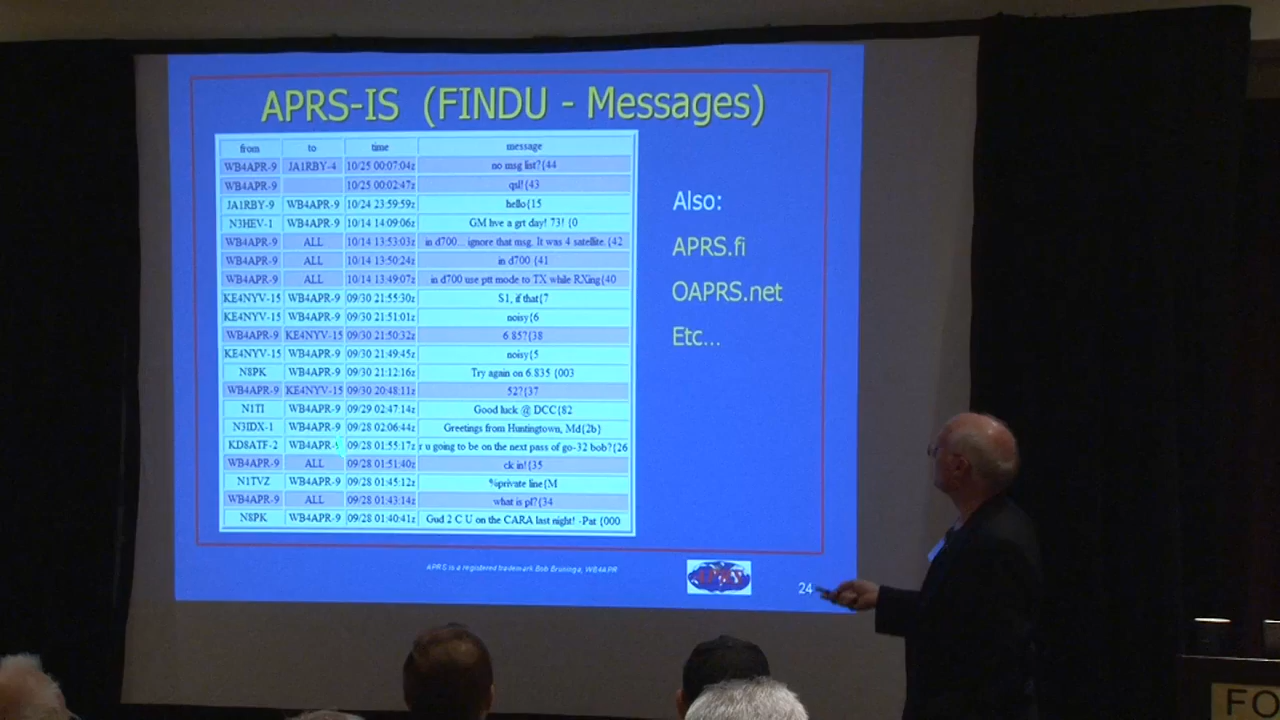 APRS-IS (FINDU - Messages)
from to time message
WB4APR-9 JA1RBY-4 10/25 00:07:04z no msg list?{44
WB4APR-9 10/25 00:02:47z qsl!{43
JA1RBY-9 WB4APR-9 10/24 23:59:59z hello{15
N3HEV-1 WB4APR-9 10/14 14:09:06z GM hve a grt day! 73! {0
WB4APR-9 ALL 10/14 13:53:03z in d700... ignore that msg. It was 4 satellite. {42
WB4APR-9 ALL 10/14 13:50:24z in d700 {41
WB4APR-9 ALL 10/14 13:49:07z in d700 use ptt mode to TX while RXing{40
KE4NYV-15 WB4APR-9 09/30 21:55:30z S1, if that{7
KE4NYV-15 WB4APR-9 09/30 21:51:01z noisy{6
WB4APR-9 KE4NYV-15 09/30 21:50:32z 6.85?{38
KE4NYV-15 WB4APR-9 09/30 21:49:45z noisy{5
N8PK WB4APR-9 09/30 21:12:16z Try again on 6.835 {003
WB4APR-9 KE4NYV-15 09/30 20:48:11z 52?{37
N1TI WB4APR-9 09/29 02:47:14z Good luck @ DCC{82
N3IDX-1 WB4APR-9 09/28 02:06:44z Greetings from Huntingtown, Md{2b}
KD8ATF-2 WB4APR-9 09/28 01:55:17z r u going to be on the next pass of go-32 bob?{26
WB4APR-9 ALL 09/28 01:51:40z ck in!{35
N1TVZ WB4APR-9 09/28 01:45:12z %private line{M
WB4APR-9 ALL 09/28 01:43:14z what is pl?{34
N8PK WB4APR-9 09/28 01:40:41z Gud 2 C U on the CARA last night! -Pat {000
Also:
APRS.fi
OAPRS.net
Etc...
APRS is a registered trademark Bob Bruninga, WB4APR
APRS
24
FO